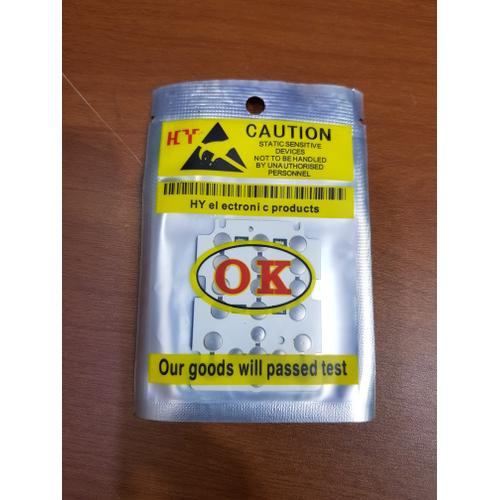 HY
CAUTION
STATIC SENSITIVE
DEVICES
NOT TO BE HANDLED
BY UNAUTHORISED
PERSONNEL
HY el ectroni c products
OK
Our goods will passed test